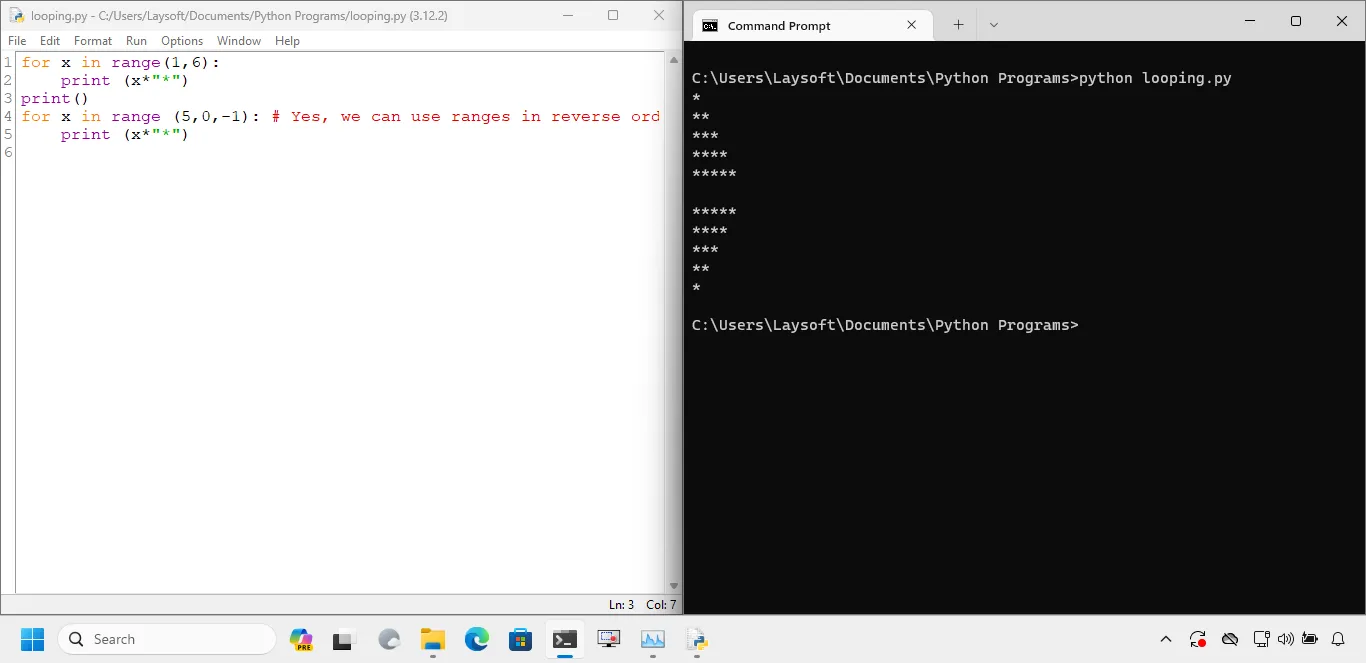 looping.py - C:/Users/Laysoft/Documents/Python Programs/looping.py (3.12.2)
File Edit Format Run Options Window Help
1 for x in range(1,6):
2     print (x*"*")
3 print()
4 for x in range (5,0,-1): # Yes, we can use ranges in reverse ord
5     print (x*"*")
6
Ln: 3 Col: 7
Command Prompt
C:\Users\Laysoft\Documents\Python Programs>python looping.py
*
**
***
****
*****
*****
****
***
**
*
C:\Users\Laysoft\Documents\Python Programs>
Search
PRE